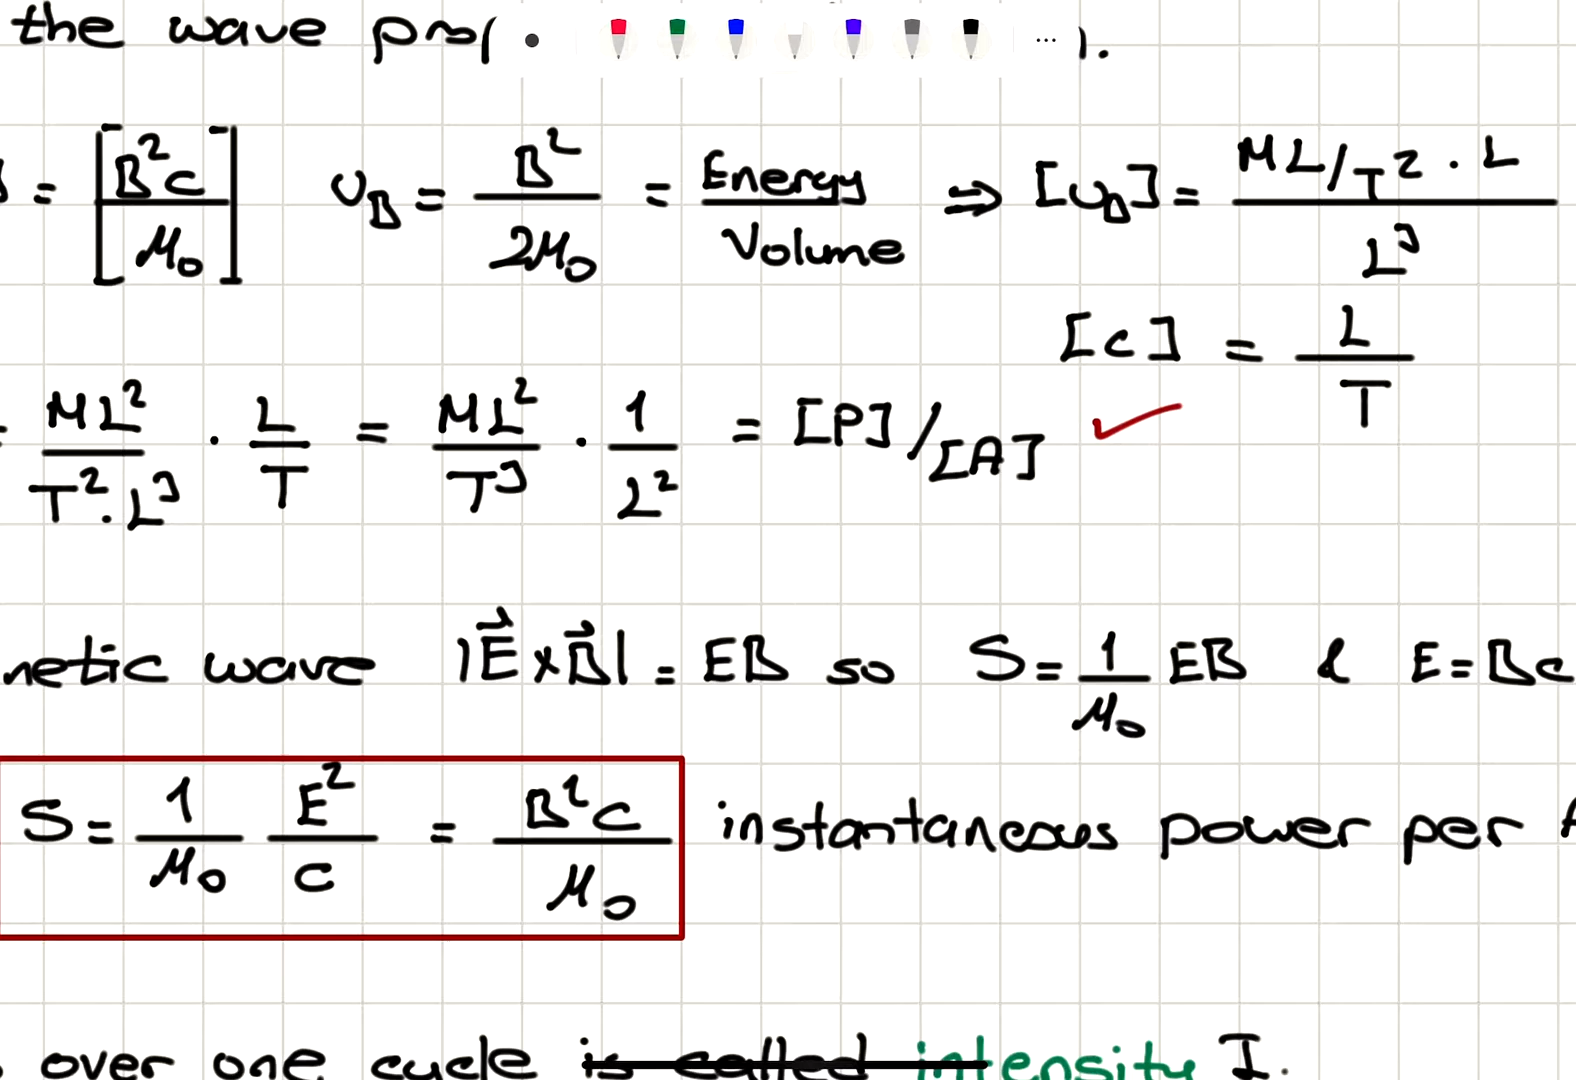 the wave
= [B²c / μ₀] u_B = B² / 2μ₀ = Energy / Volume ⇒ [u_B] = ML/T² · L / L³
[c] = L / T
ML² / T² · L³ · L / T = ML² / T³ · 1 / L² = [P] / [A] ✓
netic wave |E⃗ × B⃗| = EB so S = 1/μ₀ EB & E = Bc
S = 1/μ₀ E²/c = B²c / μ₀ instantaneous power per
over one cycle is called intensity I.